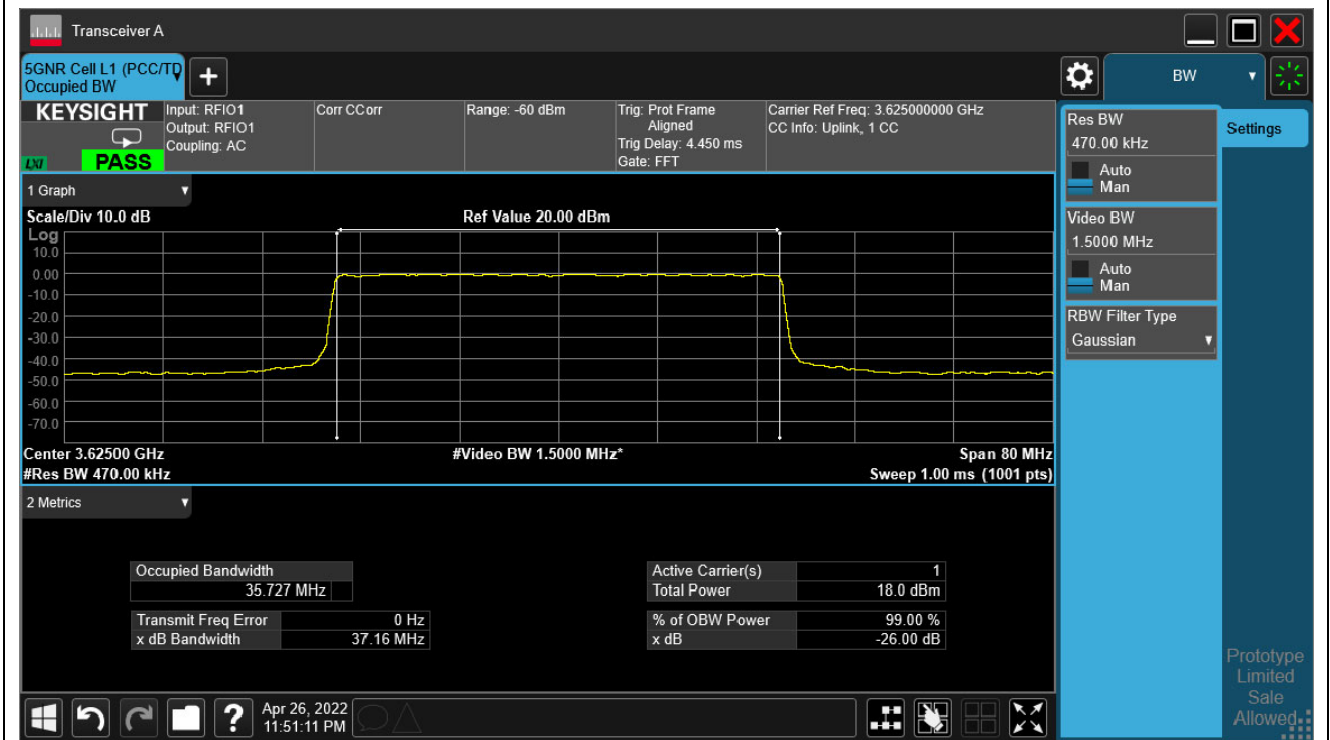 Transceiver A
5GNR Cell L1 (PCC/TD
Occupied BW
+
BW
KEYSIGHT
LXI
PASS
Input: RFIO1
Output: RFIO1
Coupling: AC
Corr CCorr
Range: -60 dBm
Trig: Prot Frame
Aligned
Trig Delay: 4.450 ms
Gate: FFT
Carrier Ref Freq: 3.625000000 GHz
CC Info: Uplink, 1 CC
Res BW
470.00 kHz
Auto
Man
Video BW
1.5000 MHz
Auto
Man
RBW Filter Type
Gaussian
Settings
1 Graph
Scale/Div 10.0 dB
Ref Value 20.00 dBm
Log
10.0
0.00
-10.0
-20.0
-30.0
-40.0
-50.0
-60.0
-70.0
Center 3.62500 GHz
#Video BW 1.5000 MHz*
Span 80 MHz
#Res BW 470.00 kHz
Sweep 1.00 ms (1001 pts)
2 Metrics
Occupied Bandwidth
35.727 MHz
Transmit Freq Error 0 Hz
x dB Bandwidth 37.16 MHz
Active Carrier(s) 1
Total Power 18.0 dBm
% of OBW Power 99.00 %
x dB -26.00 dB
Prototype
Limited
Sale
Allowed
?
Apr 26, 2022
11:51:11 PM